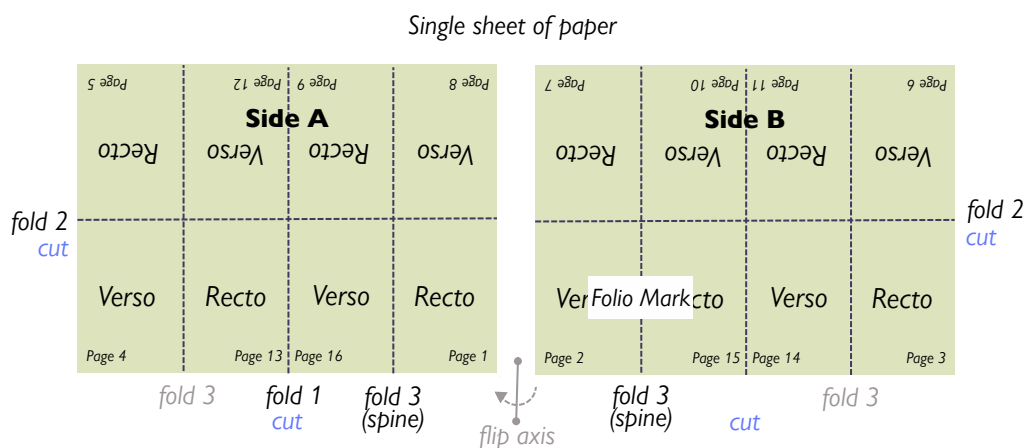 Single sheet of paper
Page 5
Page 12
Page 9
Page 8
Side A
Recto
Verso
Recto
Verso
fold 2
cut
Verso
Recto
Verso
Recto
Page 4
Page 13
Page 16
Page 1
fold 3
fold 1
cut
fold 3
(spine)
Page 7
Page 10
Page 11
Page 6
Side B
Recto
Verso
Recto
Verso
fold 2
cut
Folio Mark
Verso
Recto
Page 2
Page 15
Page 14
Page 3
fold 3
(spine)
cut
fold 3
flip axis